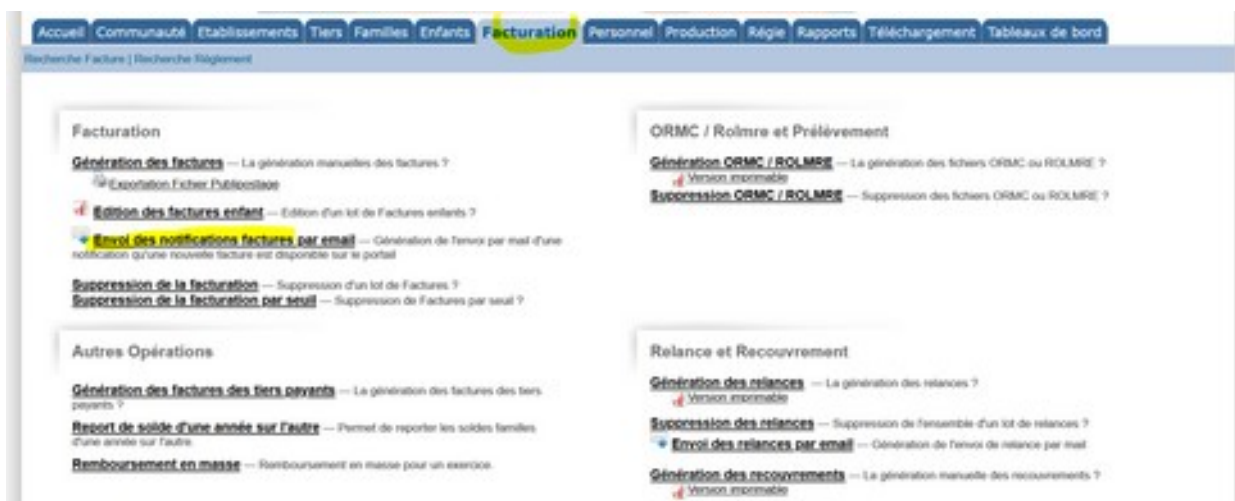 Accueil Communauté Etablissements Tiers Familles Enfants Facturation Personnel Production Régie Rapports Téléchargement Tableaux de bord
Recherche Facture | Recherche Règlement
Facturation
Génération des factures — La génération manuelles des factures ?
Exportation Fichier Publipostage
Edition des factures enfant — Edition d'un lot de Factures enfants ?
Envoi des notifications factures par email — Génération de l'envoi par mail d'une
notification qu'une nouvelle facture est disponible sur le portail
Suppression de la facturation — Suppression d'un lot de Factures ?
Suppression de la facturation par seuil — Suppression de Factures par seuil ?
ORMC / Rolmre et Prélèvement
Génération ORMC / ROLMRE — La génération des fichiers ORMC ou ROLMRE ?
Version imprimable
Suppression ORMC / ROLMRE — Suppression des fichiers ORMC ou ROLMRE ?
Autres Opérations
Génération des factures des tiers payants — La génération des factures des tiers
payants ?
Report de solde d'une année sur l'autre — Permet de reporter les soldes familles
d'une année sur l'autre
Remboursement en masse — Remboursement en masse pour un exercice.
Relance et Recouvrement
Génération des relances — La génération des relances ?
Version imprimable
Suppression des relances — Suppression de l'ensemble d'un lot de relances ?
Envoi des relances par email — Génération de l'envoi de relance par mail
Génération des recouvrements — La génération manuelle des recouvrements ?
Version imprimable